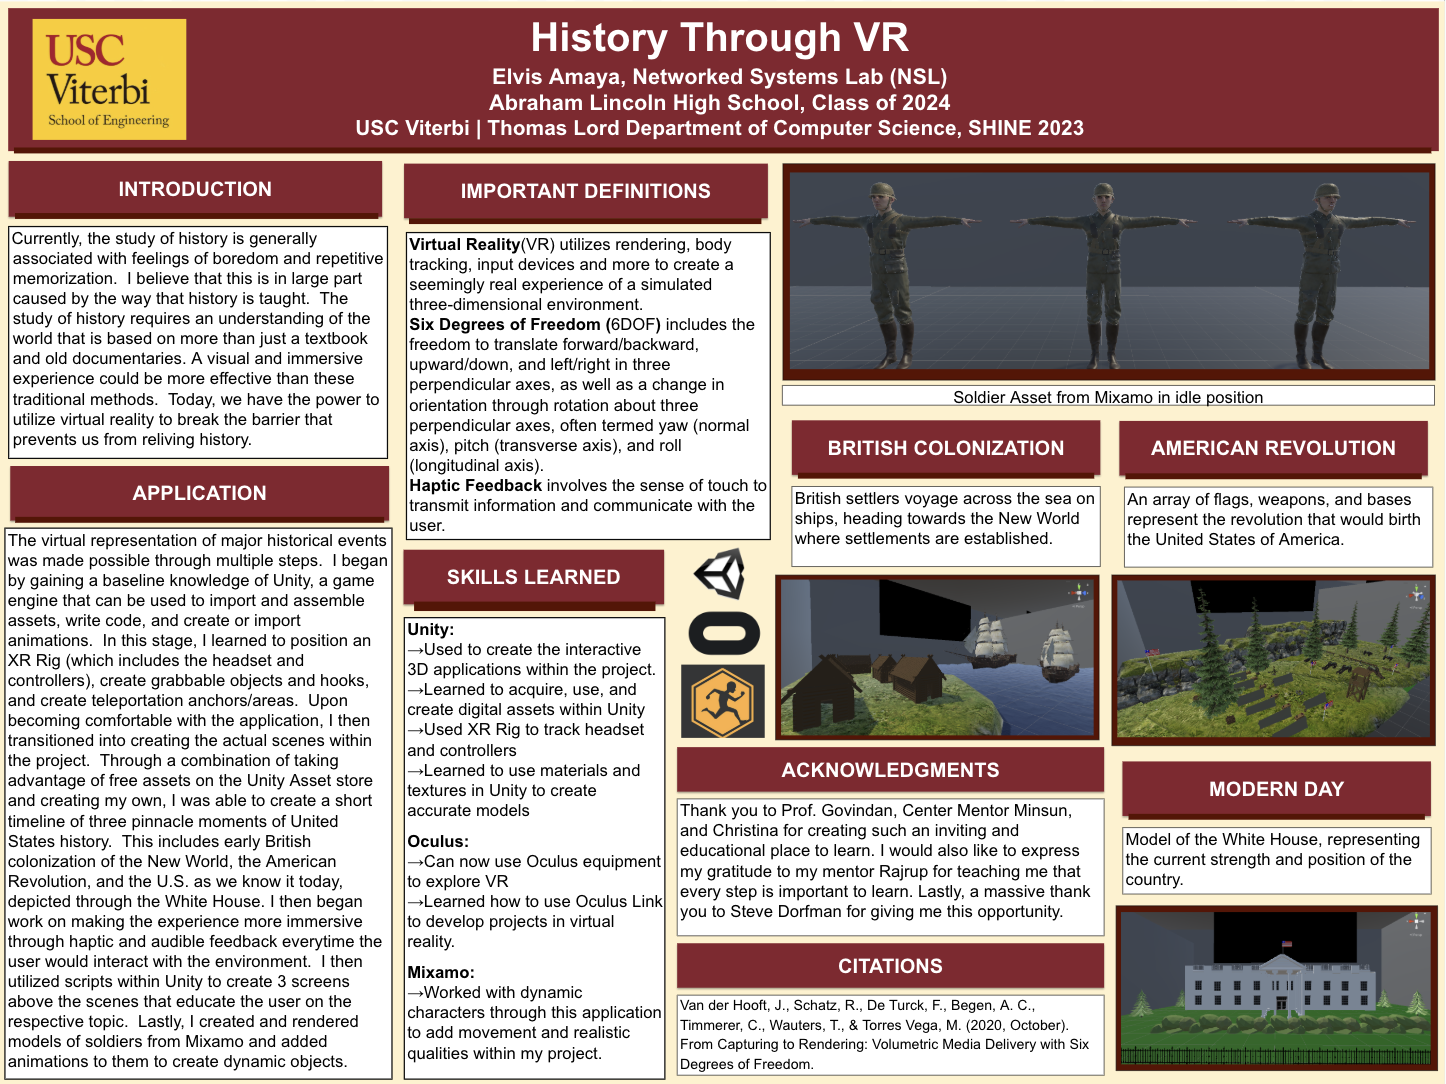 USC
Viterbi
School of Engineering
History Through VR
Elvis Amaya, Networked Systems Lab (NSL)
Abraham Lincoln High School, Class of 2024
USC Viterbi | Thomas Lord Department of Computer Science, SHINE 2023
INTRODUCTION
Currently, the study of history is generally
associated with feelings of boredom and repetitive
memorization.  I believe that this is in large part
caused by the way that history is taught.  The
study of history requires an understanding of the
world that is based on more than just a textbook
and old documentaries. A visual and immersive
experience could be more effective than these
traditional methods.  Today, we have the power to
utilize virtual reality to break the barrier that
prevents us from reliving history.
APPLICATION
The virtual representation of major historical events
was made possible through multiple steps.  I began
by gaining a baseline knowledge of Unity, a game
engine that can be used to import and assemble
assets, write code, and create or import
animations.  In this stage, I learned to position an
XR Rig (which includes the headset and
controllers), create grabbable objects and hooks,
and create teleportation anchors/areas.  Upon
becoming comfortable with the application, I then
transitioned into creating the actual scenes within
the project.  Through a combination of taking
advantage of free assets on the Unity Asset store
and creating my own, I was able to create a short
timeline of three pinnacle moments of United
States history.  This includes early British
colonization of the New World, the American
Revolution, and the U.S. as we know it today,
depicted through the White House. I then began
work on making the experience more immersive
through haptic and audible feedback everytime the
user would interact with the environment.  I then
utilized scripts within Unity to create 3 screens
above the scenes that educate the user on the
respective topic.  Lastly, I created and rendered
models of soldiers from Mixamo and added
animations to them to create dynamic objects.
IMPORTANT DEFINITIONS
Virtual Reality(VR) utilizes rendering, body
tracking, input devices and more to create a
seemingly real experience of a simulated
three-dimensional environment.
Six Degrees of Freedom (6DOF) includes the
freedom to translate forward/backward,
upward/down, and left/right in three
perpendicular axes, as well as a change in
orientation through rotation about three
perpendicular axes, often termed yaw (normal
axis), pitch (transverse axis), and roll
(longitudinal axis).
Haptic Feedback involves the sense of touch to
transmit information and communicate with the
user.
SKILLS LEARNED
Unity:
→Used to create the interactive
3D applications within the project.
→Learned to acquire, use, and
create digital assets within Unity
→Used XR Rig to track headset
and controllers
→Learned to use materials and
textures in Unity to create
accurate models
Oculus:
→Can now use Oculus equipment
to explore VR
→Learned how to use Oculus Link
to develop projects in virtual
reality.
Mixamo:
→Worked with dynamic
characters through this application
to add movement and realistic
qualities within my project.
Soldier Asset from Mixamo in idle position
BRITISH COLONIZATION
British settlers voyage across the sea on
ships, heading towards the New World
where settlements are established.
AMERICAN REVOLUTION
An array of flags, weapons, and bases
represent the revolution that would birth
the United States of America.
ACKNOWLEDGMENTS
Thank you to Prof. Govindan, Center Mentor Minsun,
and Christina for creating such an inviting and
educational place to learn. I would also like to express
my gratitude to my mentor Rajrup for teaching me that
every step is important to learn. Lastly, a massive thank
you to Steve Dorfman for giving me this opportunity.
CITATIONS
Van der Hooft, J., Schatz, R., De Turck, F., Begen, A. C.,
Timmerer, C., Wauters, T., & Torres Vega, M. (2020, October).
From Capturing to Rendering: Volumetric Media Delivery with Six
Degrees of Freedom.
MODERN DAY
Model of the White House, representing
the current strength and position of the
country.